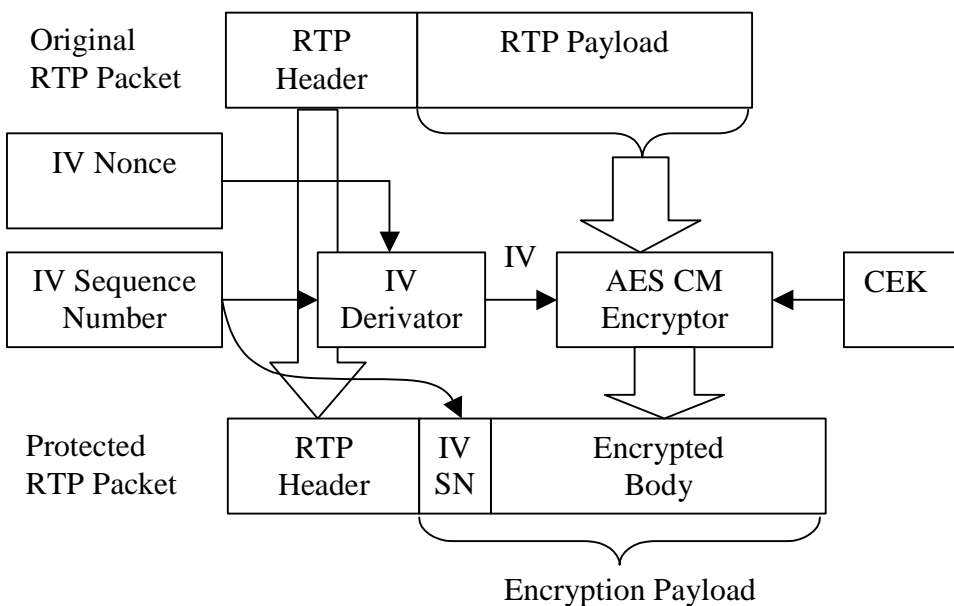 Original
RTP Packet
RTP
Header
RTP Payload
IV Nonce
IV Sequence
Number
IV
Derivator
IV
AES CM
Encryptor
CEK
Protected
RTP Packet
RTP
Header
IV
SN
Encrypted
Body
Encryption Payload